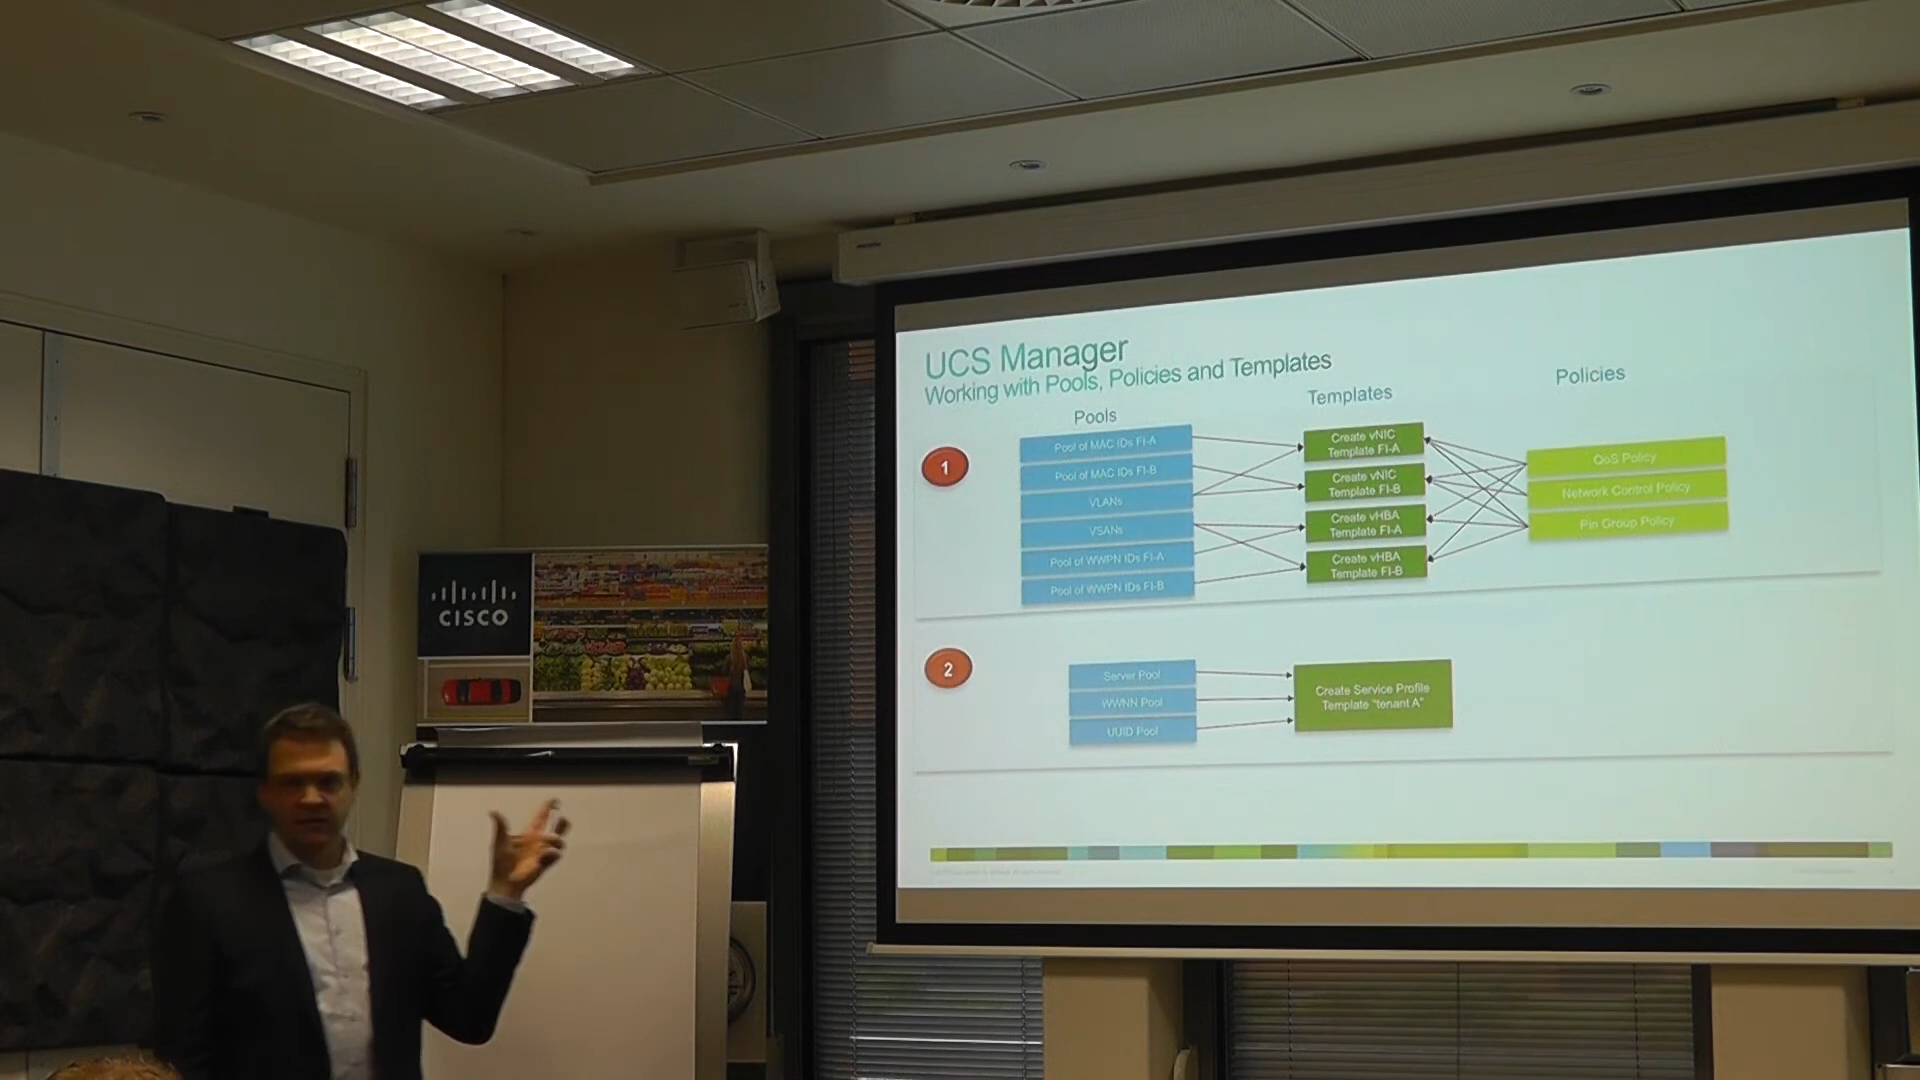 UCS Manager
Working with Pools, Policies and Templates
Pools
Templates
Policies
1
Pool of MAC IDs FI-A
Pool of MAC IDs FI-B
VLANs
VSANs
Pool of WWPN IDs FI-A
Pool of WWPN IDs FI-B
Create vNIC
Template FI-A
Create vNIC
Template FI-B
Create vHBA
Template FI-A
Create vHBA
Template FI-B
QoS Policy
Network Control Policy
Pin Group Policy
2
Server Pool
WWNN Pool
UUID Pool
Create Service Profile
Template "tenant A"
CISCO